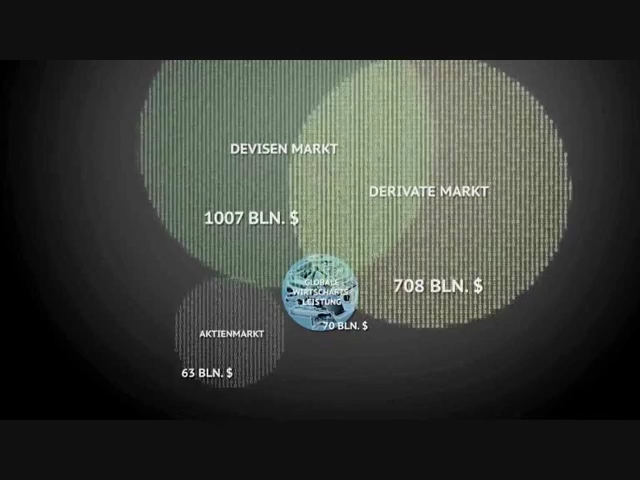 DEVISEN MARKT
1007 BLN. $
DERIVATE MARKT
708 BLN. $
GLOBALE
WIRTSCHAFTS
LEISTUNG
70 BLN. $
AKTIENMARKT
63 BLN. $